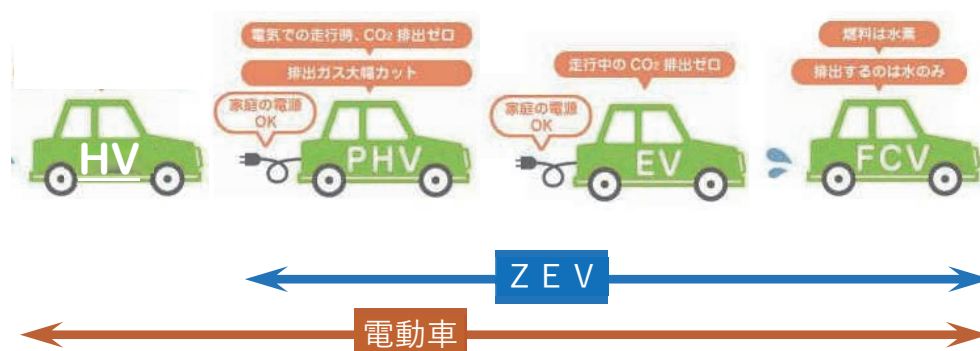 電気での走行時、CO₂ 排出ゼロ
排出ガス大幅カット
家庭の電源
OK
走行中の CO₂ 排出ゼロ
家庭の電源
OK
燃料は水素
排出するのは水のみ
HV
PHV
EV
FCV
ＺＥＶ
電動車